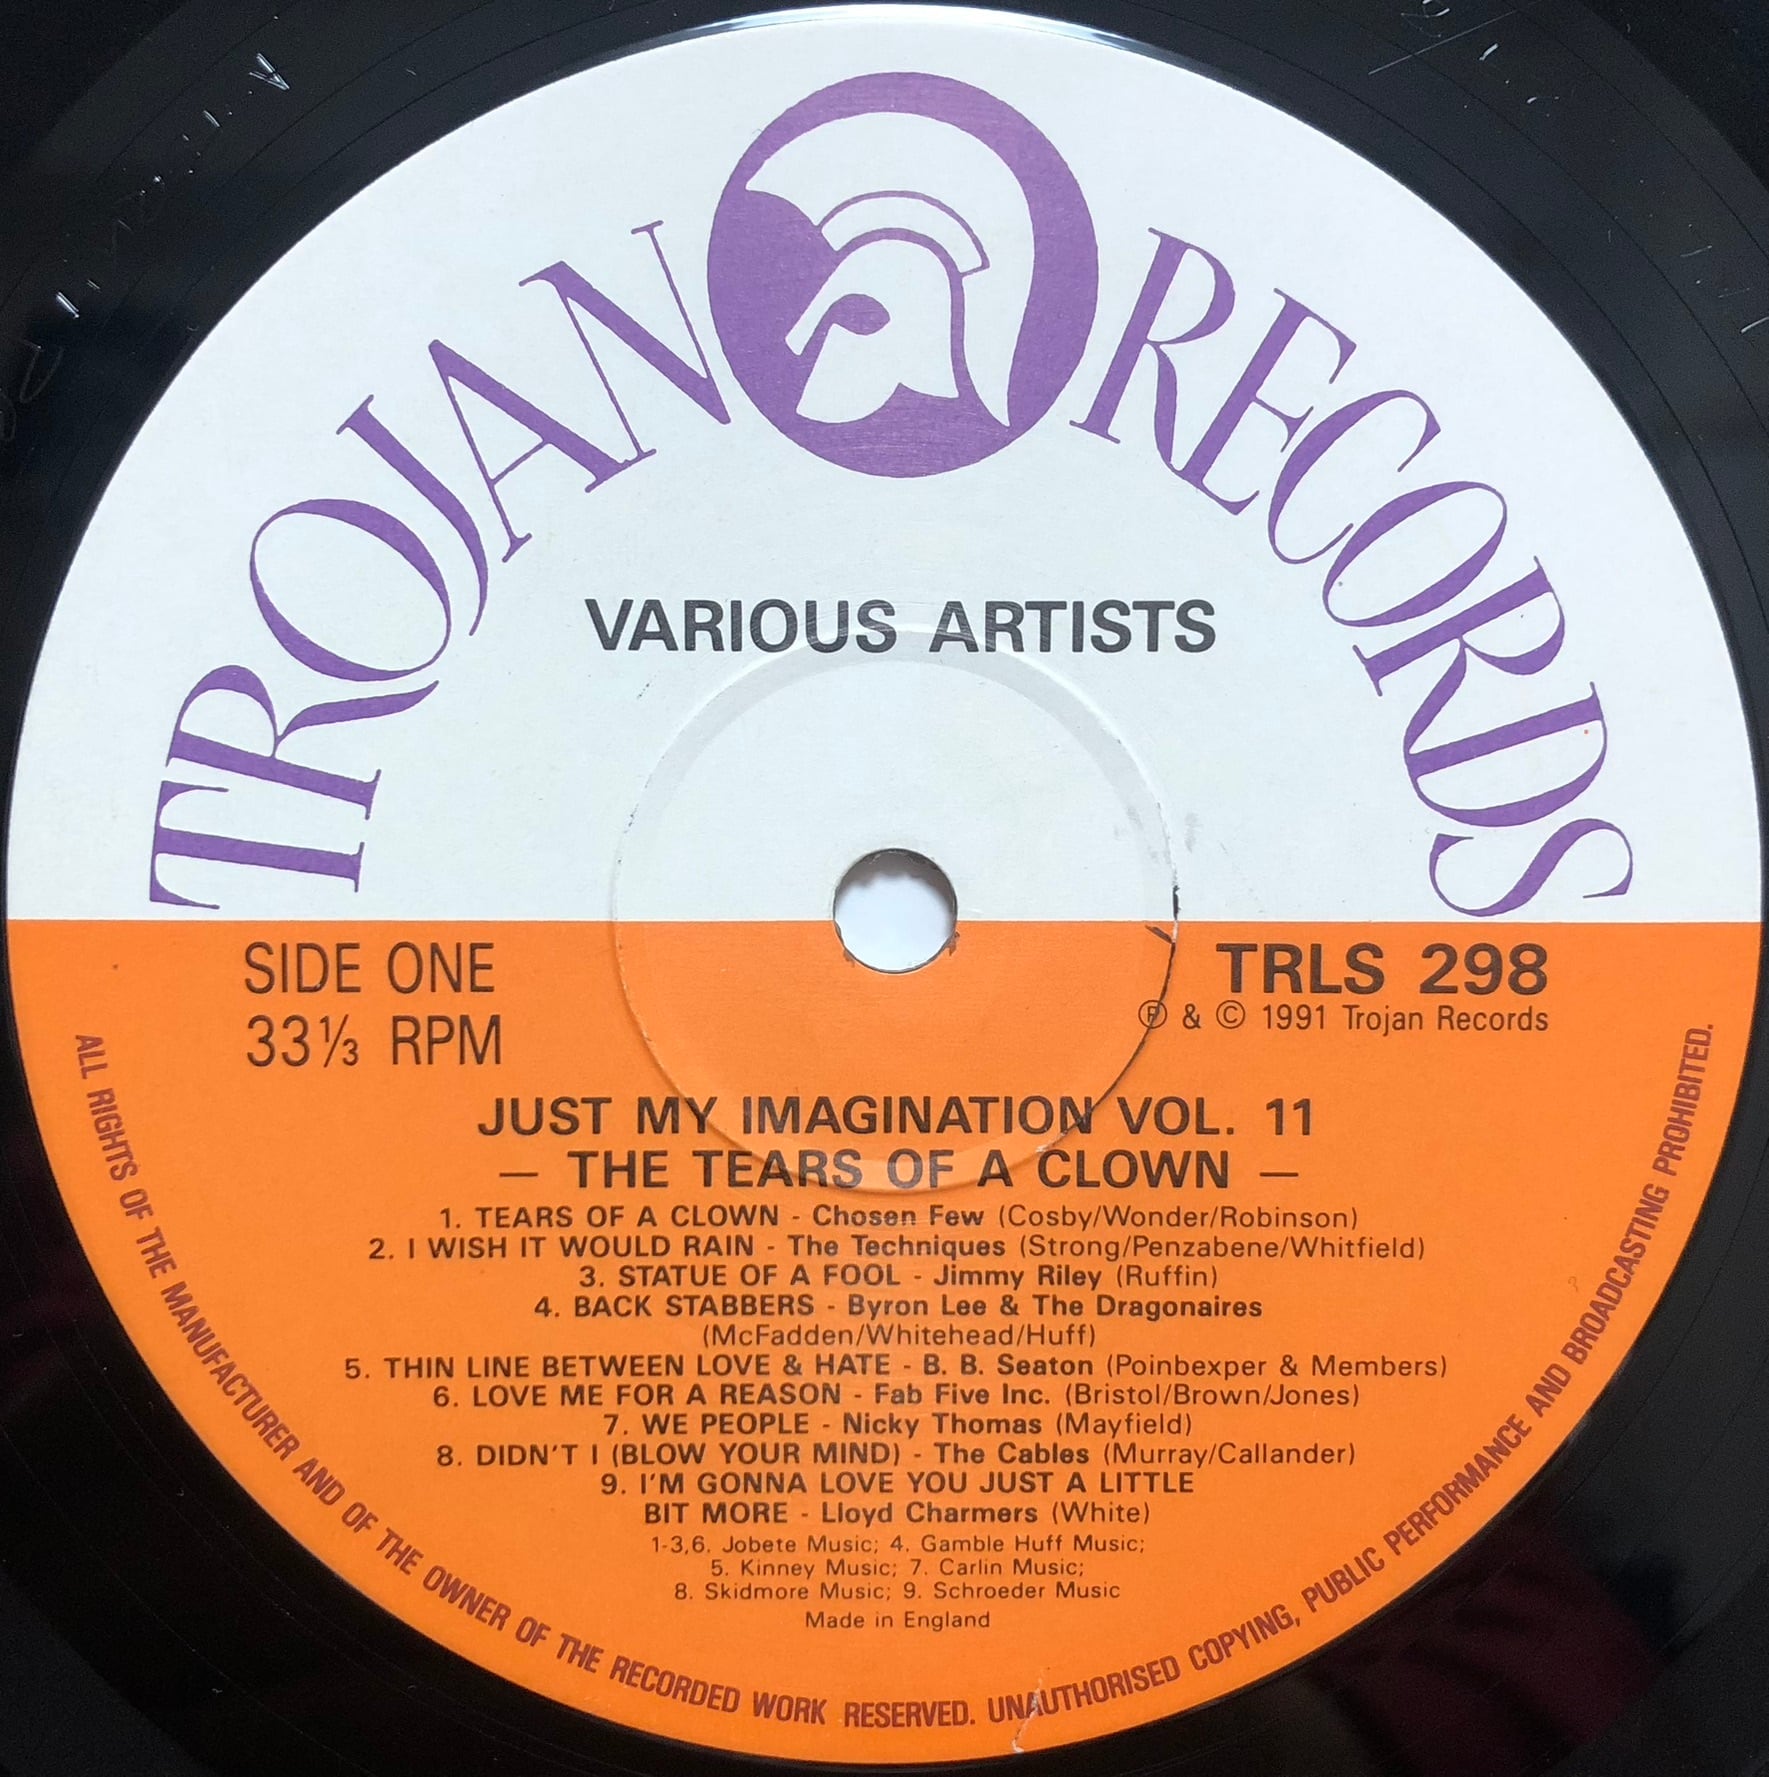 TROJAN RECORDS
VARIOUS ARTISTS
SIDE ONE
33⅓ RPM
TRLS 298
℗ & © 1991 Trojan Records
JUST MY IMAGINATION VOL. 11
— THE TEARS OF A CLOWN —
1. TEARS OF A CLOWN - Chosen Few (Cosby/Wonder/Robinson)
2. I WISH IT WOULD RAIN - The Techniques (Strong/Penzabene/Whitfield)
3. STATUE OF A FOOL - Jimmy Riley (Ruffin)
4. BACK STABBERS - Byron Lee & The Dragonaires
(McFadden/Whitehead/Huff)
5. THIN LINE BETWEEN LOVE & HATE - B. B. Seaton (Poinbexper & Members)
6. LOVE ME FOR A REASON - Fab Five Inc. (Bristol/Brown/Jones)
7. WE PEOPLE - Nicky Thomas (Mayfield)
8. DIDN'T I (BLOW YOUR MIND) - The Cables (Murray/Callander)
9. I'M GONNA LOVE YOU JUST A LITTLE
BIT MORE - Lloyd Charmers (White)
1-3,6. Jobete Music; 4. Gamble Huff Music;
5. Kinney Music; 7. Carlin Music;
8. Skidmore Music; 9. Schroeder Music
Made in England
ALL RIGHTS OF THE MANUFACTURER AND OF THE OWNER OF THE RECORDED WORK RESERVED. UNAUTHORISED COPYING, PUBLIC PERFORMANCE AND BROADCASTING PROHIBITED.